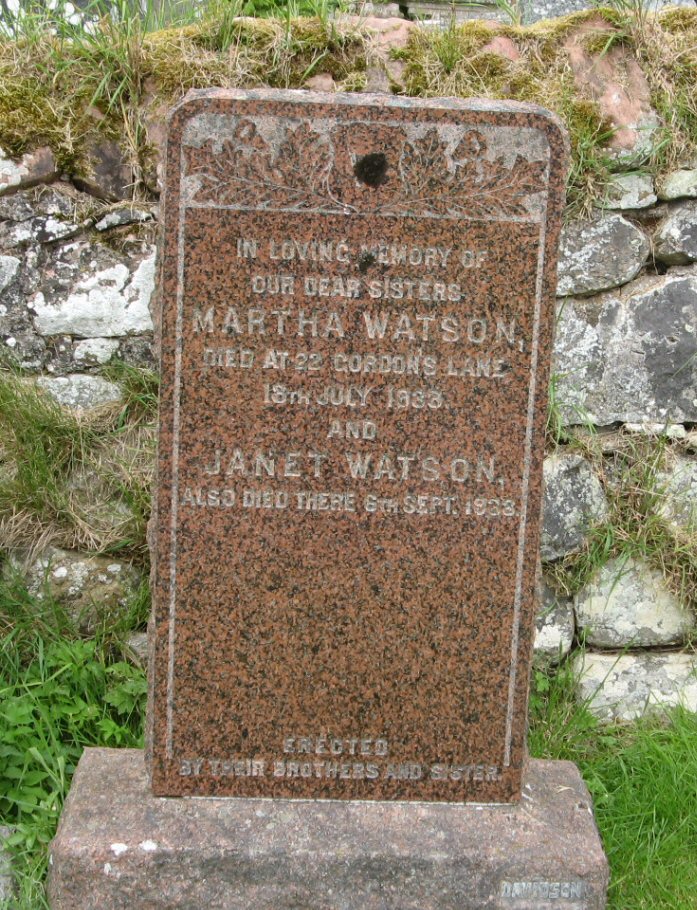 IN LOVING MEMORY OF
OUR DEAR SISTERS
MARTHA WATSON,
DIED AT 22 GORDON'S LANE
18TH JULY 1933.
AND
JANET WATSON,
ALSO DIED THERE 6TH SEPT. 1933.
ERECTED
BY THEIR BROTHERS AND SISTER.
DAVIDSON